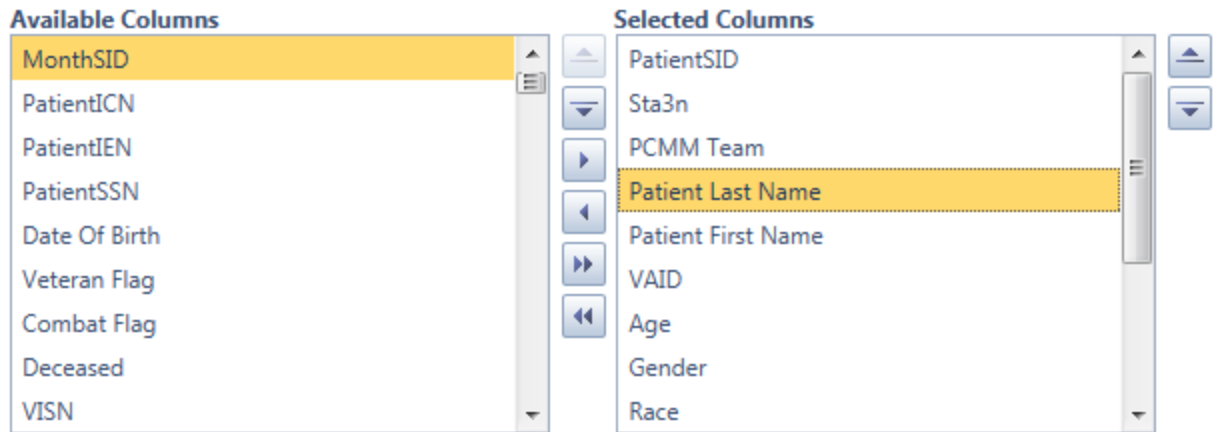 Available Columns
MonthSID
PatientICN
PatientIEN
PatientSSN
Date Of Birth
Veteran Flag
Combat Flag
Deceased
VISN
Selected Columns
PatientSID
Sta3n
PCMM Team
Patient Last Name
Patient First Name
VAID
Age
Gender
Race